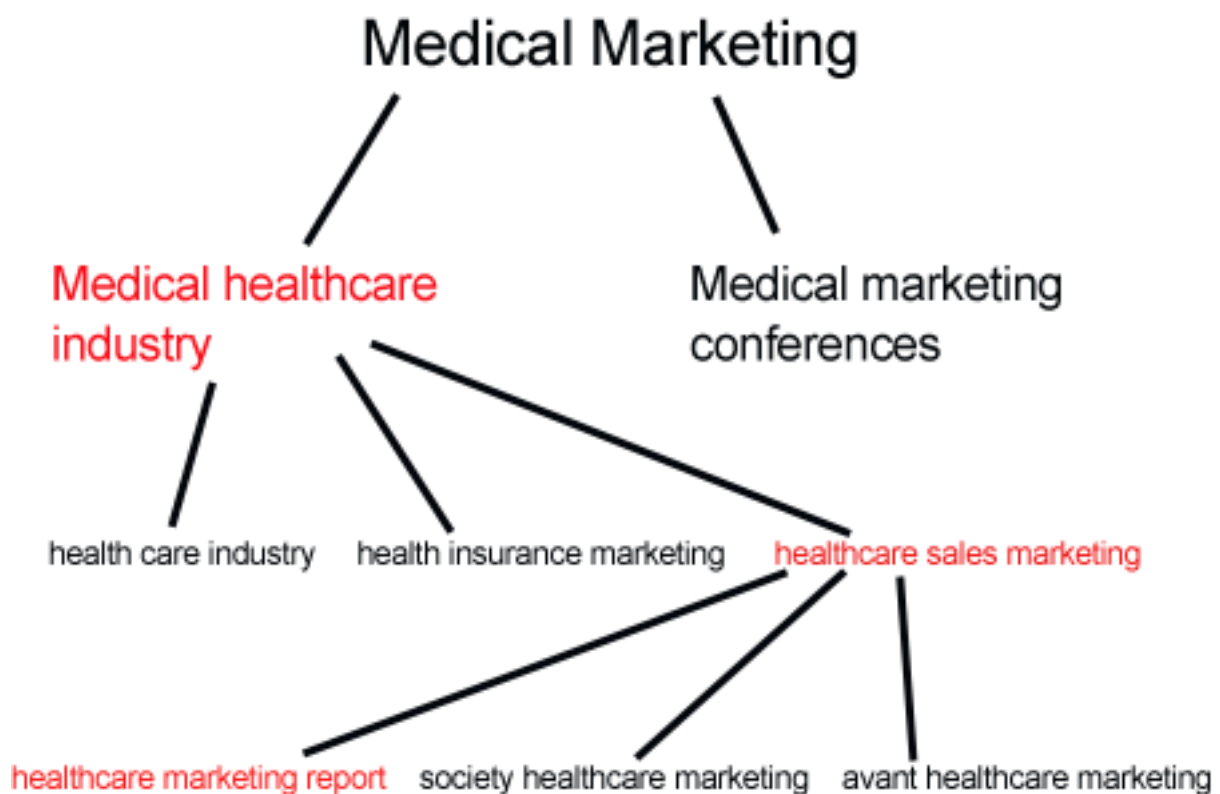 Medical Marketing
Medical healthcare
industry
Medical marketing
conferences
health care industry
health insurance marketing
healthcare sales marketing
healthcare marketing report
society healthcare marketing
avant healthcare marketing